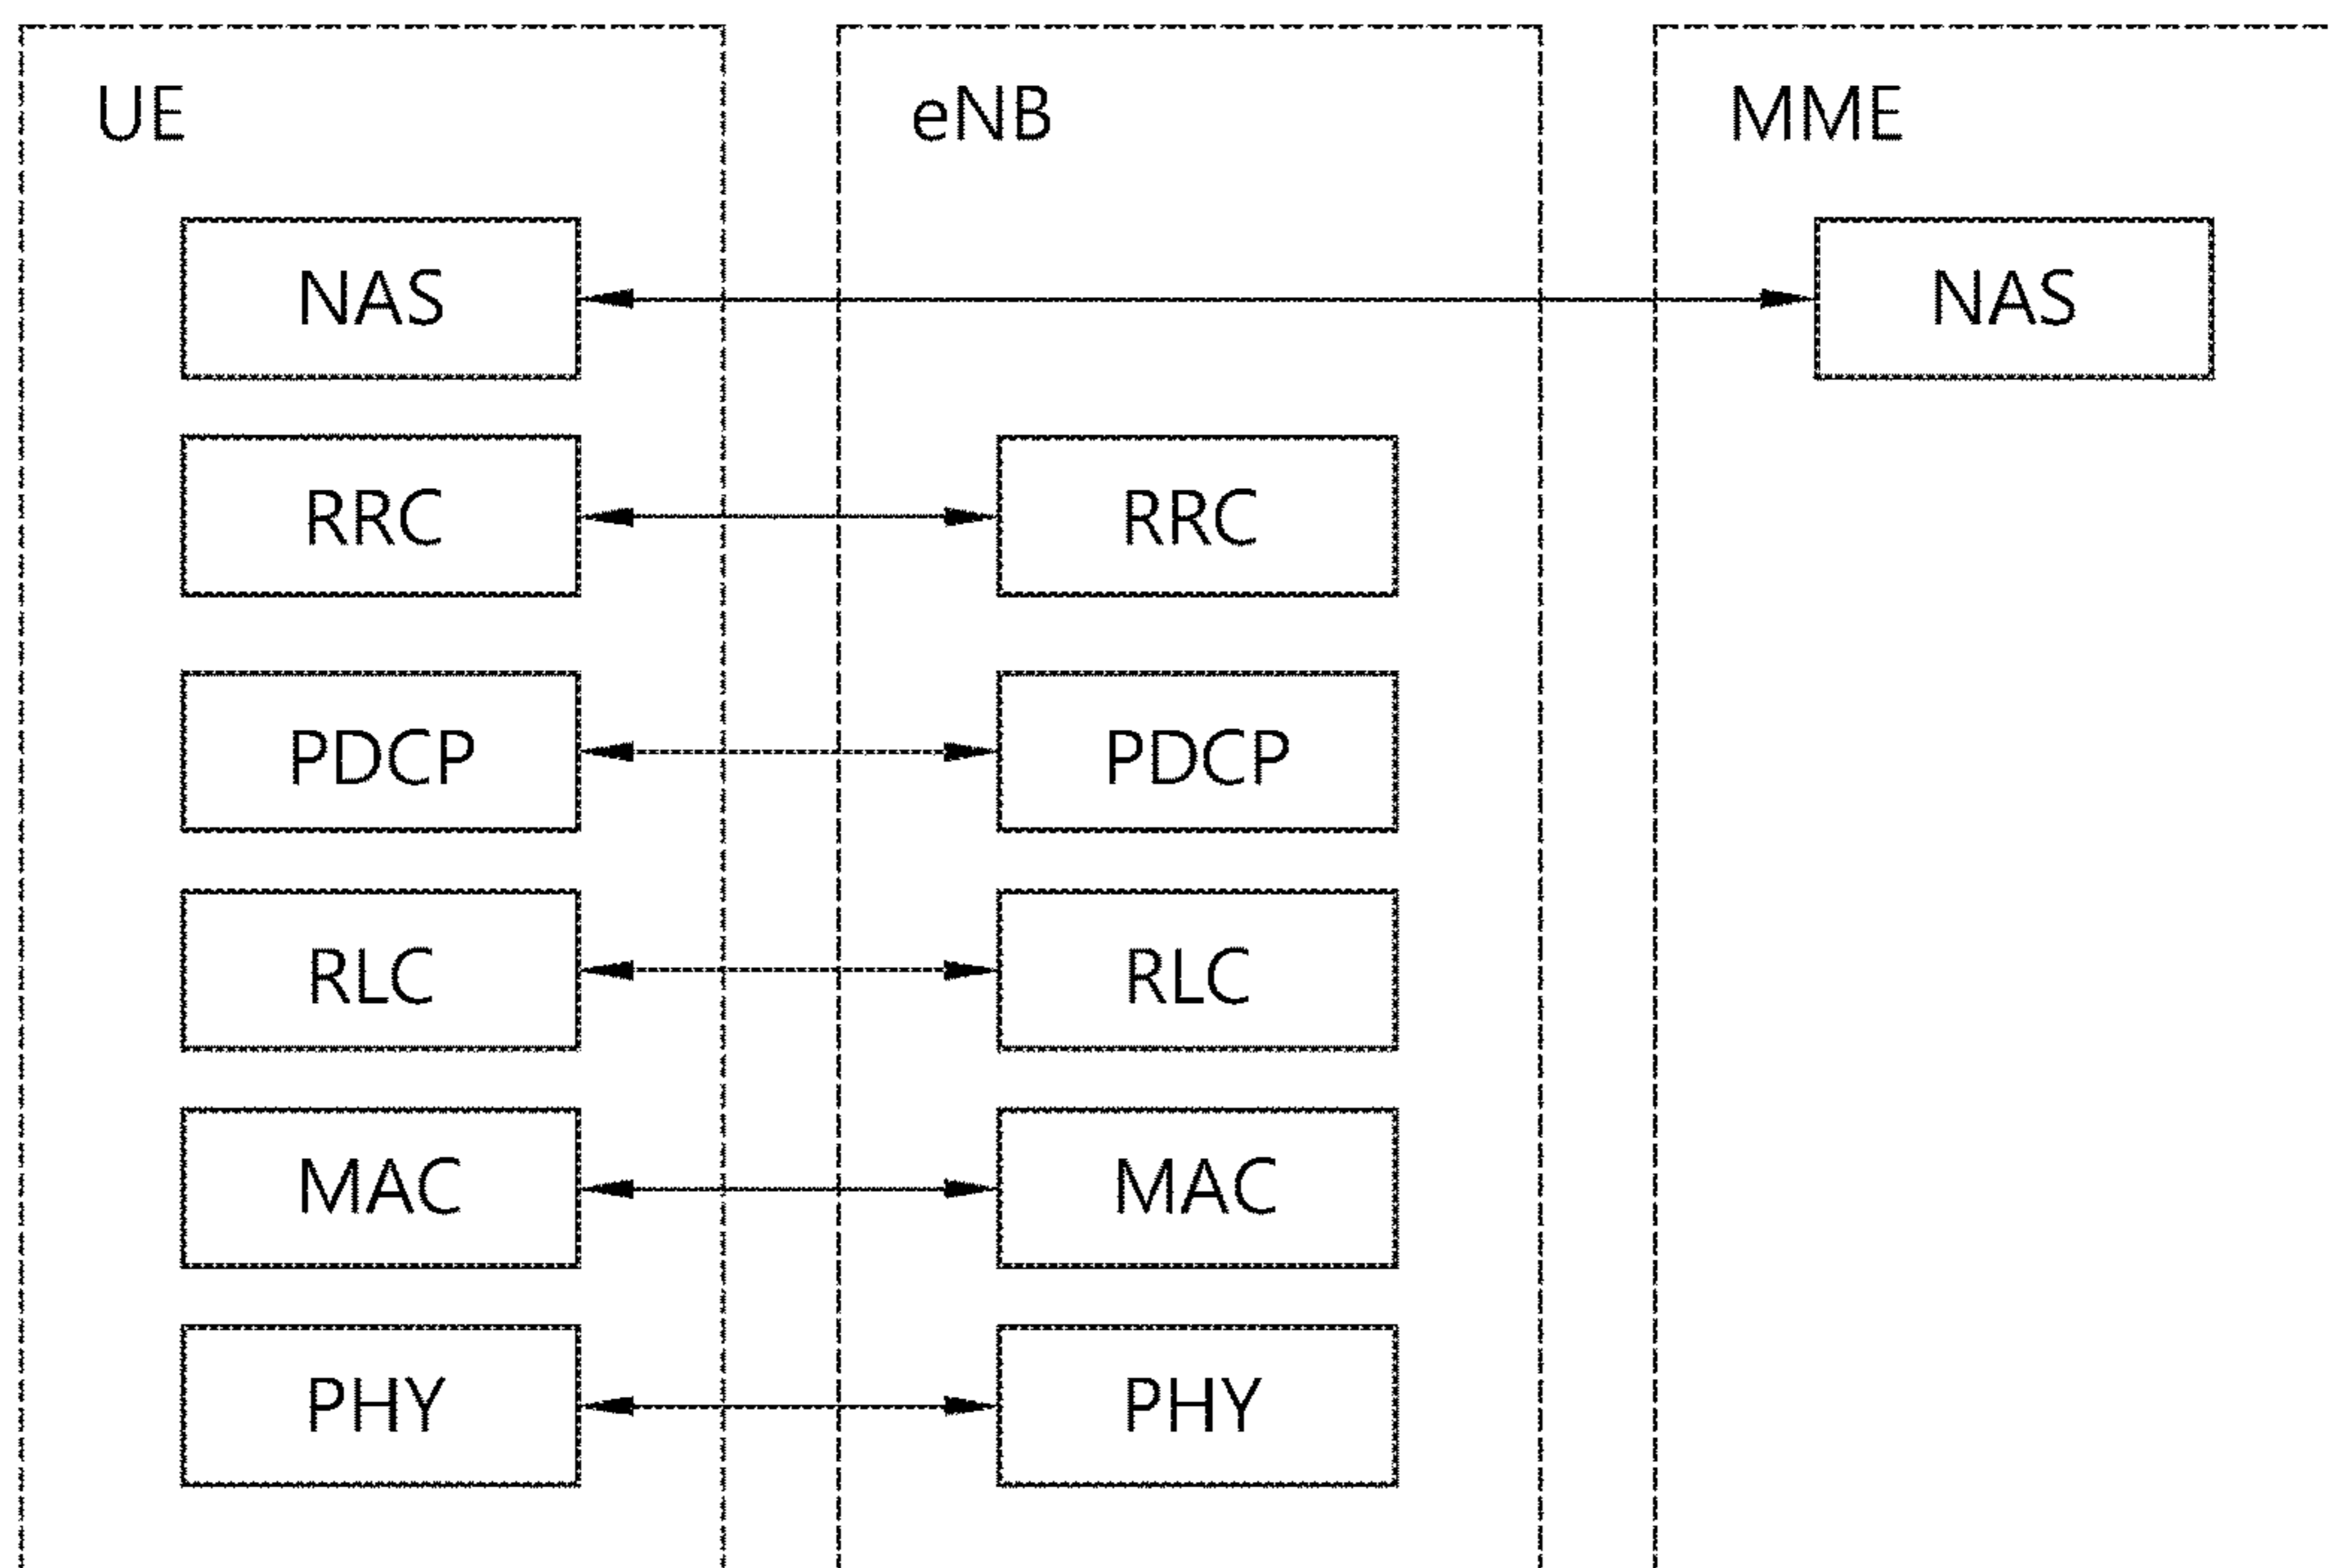 UE
eNB
MME
NAS
NAS
RRC
RRC
PDCP
PDCP
RLC
RLC
MAC
MAC
PHY
PHY